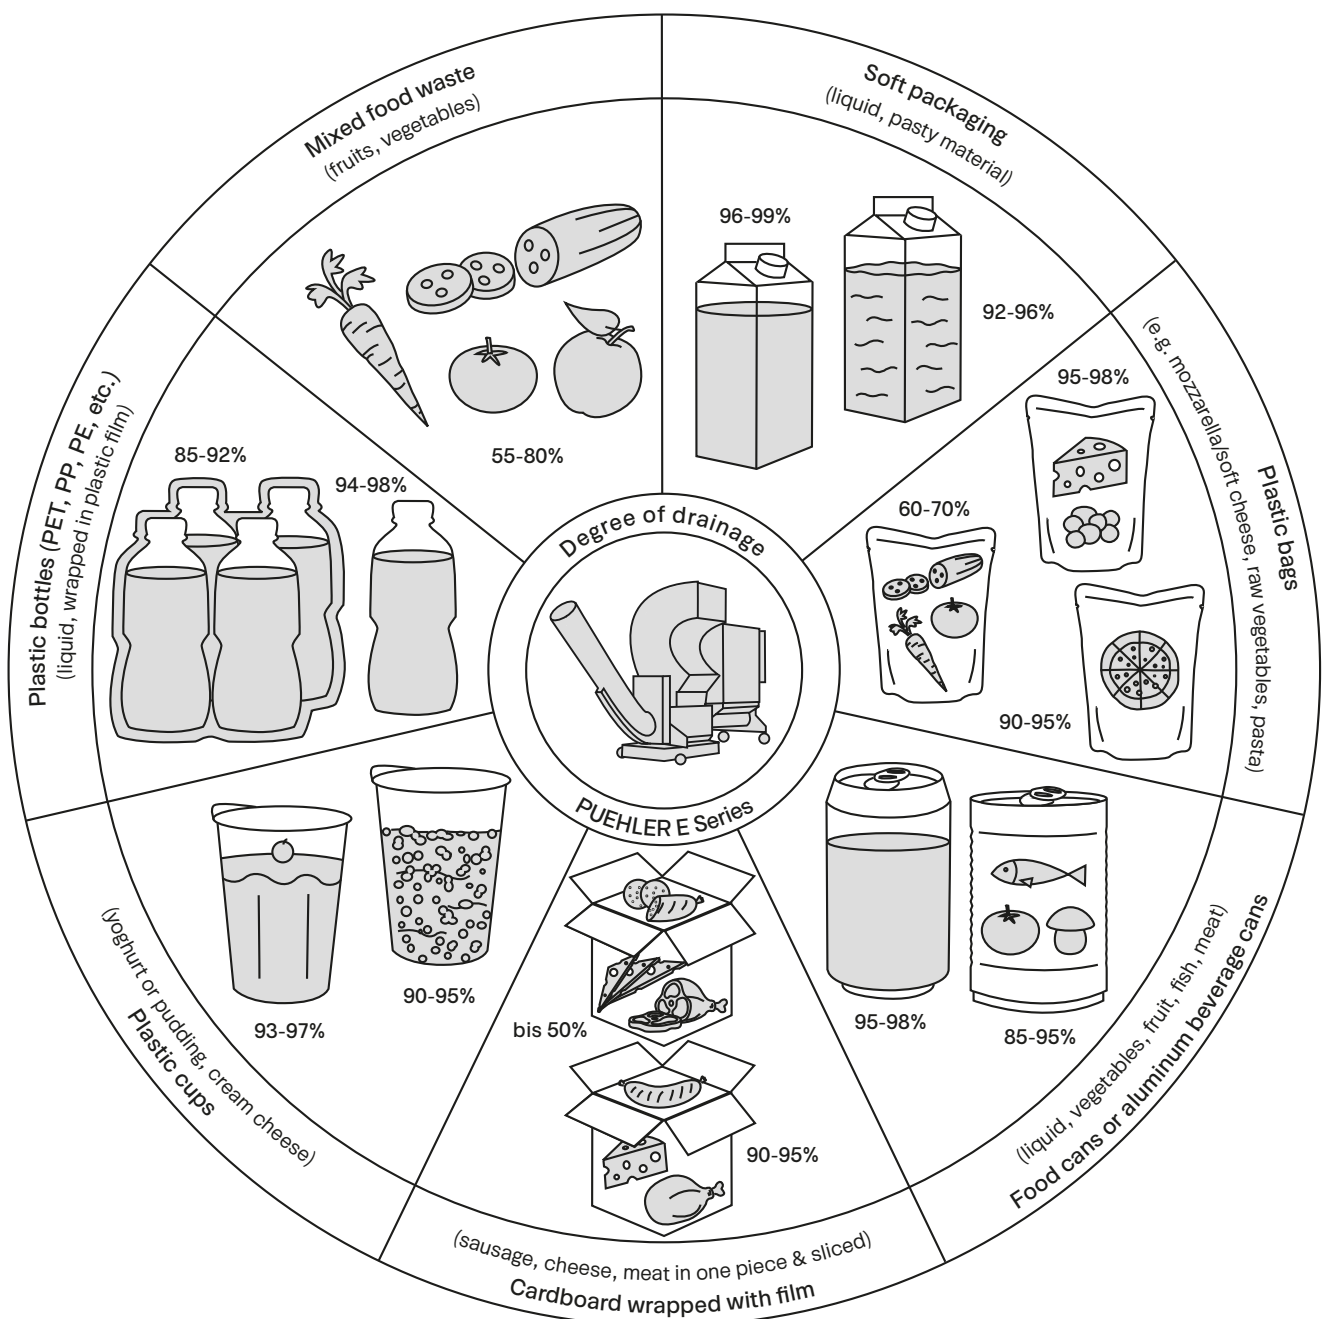 Mixed food waste
(fruits, vegetables)
55-80%
Soft packaging
(liquid, pasty material)
96-99%
92-96%
Plastic bags
(e.g. mozzarella/soft cheese, raw vegetables, pasta)
95-98%
60-70%
90-95%
Food cans or aluminum beverage cans
(liquid, vegetables, fruit, fish, meat)
95-98%
85-95%
bis 50%
90-95%
(sausage, cheese, meat in one piece & sliced)
Cardboard wrapped with film
Plastic cups
(yoghurt or pudding, cream cheese)
93-97%
90-95%
Plastic bottles (PET, PP, PE, etc.)
(liquid, wrapped in plastic film)
85-92%
94-98%
Degree of drainage
PUEHLER E Series